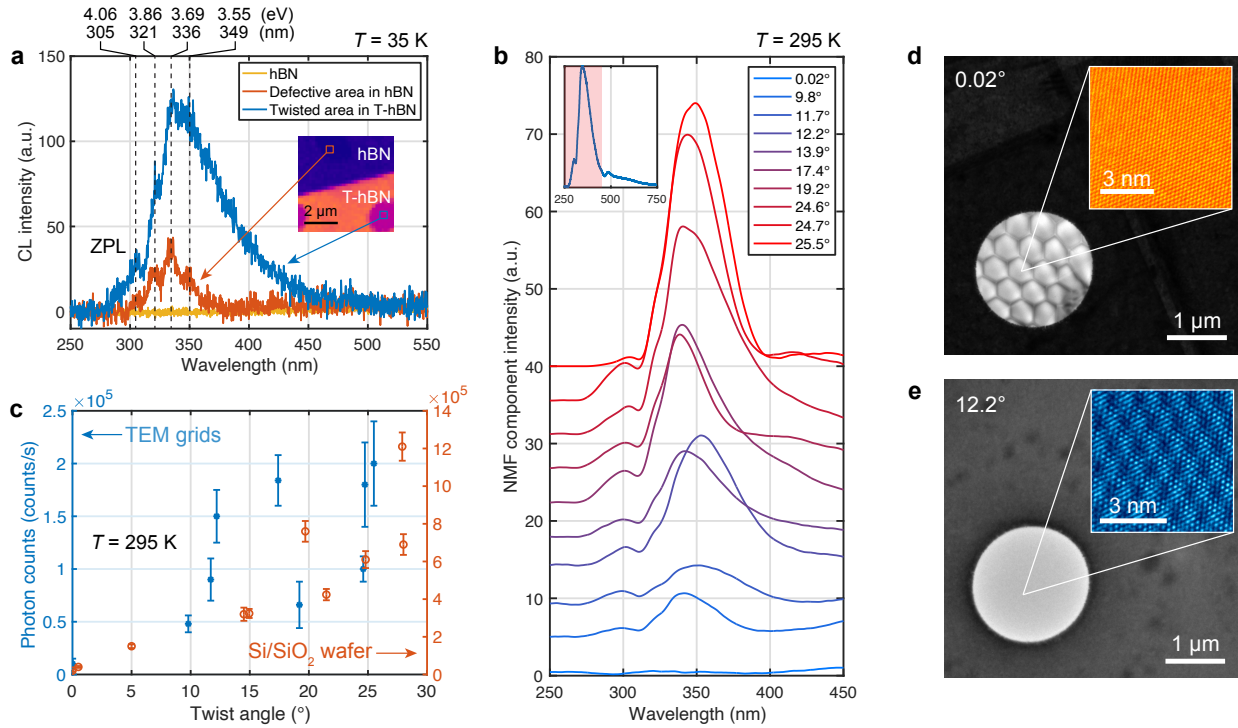 4.06 3.86 3.69 3.55 (eV)
305 321 336 349 (nm)
a
T = 35 K
150
100
50
0
CL intensity (a.u.)
hBN
Defective area in hBN
Twisted area in T-hBN
hBN
T-hBN
2 µm
ZPL
250 300 350 400 450 500 550
Wavelength (nm)
b
T = 295 K
80
70
60
50
40
30
20
10
0
NMF component intensity (a.u.)
250 500 750
0.02°
9.8°
11.7°
12.2°
13.9°
17.4°
19.2°
24.6°
24.7°
25.5°
250 300 350 400 450
Wavelength (nm)
c
×10⁵
×10⁵
2.5
2
1.5
1
0.5
0
Photon counts (counts/s)
TEM grids
T = 295 K
Si/SiO₂ wafer
14
12
10
8
6
4
2
0
0 5 10 15 20 25 30
Twist angle (°)
d
0.02°
3 nm
1 µm
e
12.2°
3 nm
1 µm